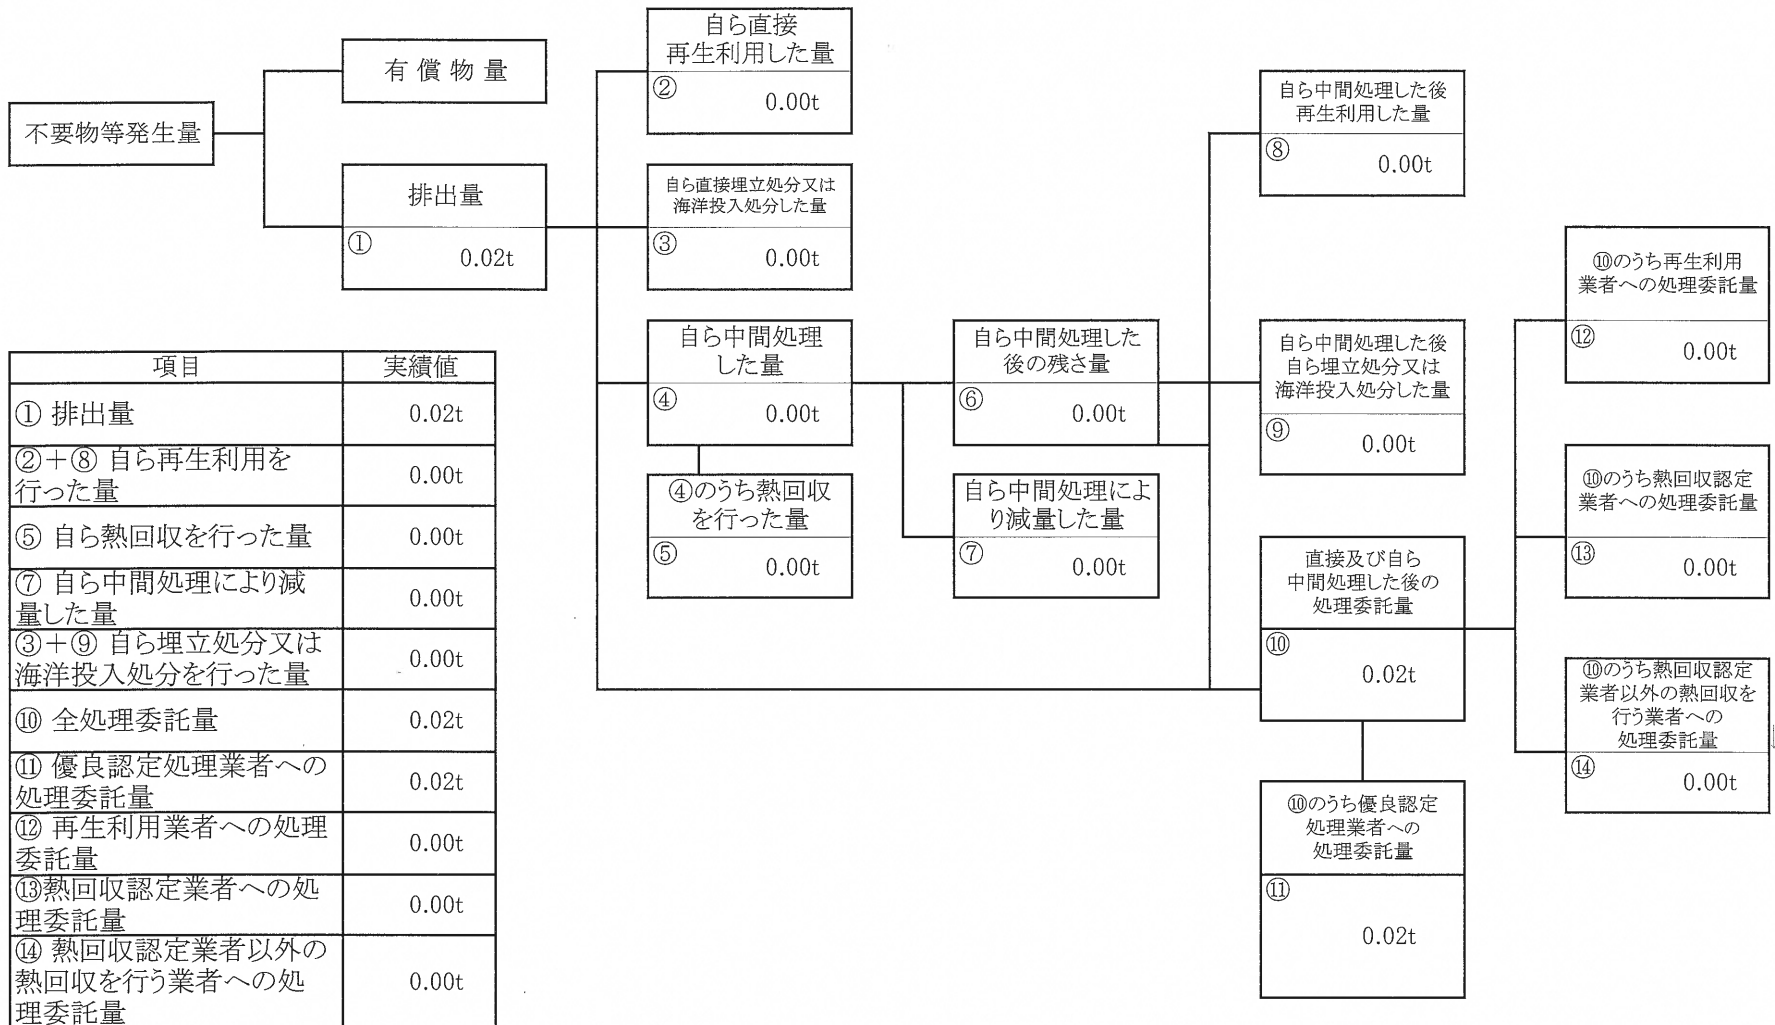 不要物等発生量
有償物量
排出量
①
0.02t
自ら直接
再生利用した量
②
0.00t
自ら直接埋立処分又は
海洋投入処分した量
③
0.00t
自ら中間処理
した量
④
0.00t
④のうち熱回収
を行った量
⑤
0.00t
自ら中間処理した
後の残さ量
⑥
0.00t
自ら中間処理によ
り減量した量
⑦
0.00t
自ら中間処理した後
再生利用した量
⑧
0.00t
自ら中間処理した後
自ら埋立処分又は
海洋投入処分した量
⑨
0.00t
直接及び自ら
中間処理した後の
処理委託量
⑩
0.02t
⑩のうち優良認定
処理業者への
処理委託量
⑪
0.02t
⑩のうち再生利用
業者への処理委託量
⑫
0.00t
⑩のうち熱回収認定
業者への処理委託量
⑬
0.00t
⑩のうち熱回収認定
業者以外の熱回収を
行う業者への
処理委託量
⑭
0.00t
項目 実績値
① 排出量 0.02t
②+⑧ 自ら再生利用を
行った量 0.00t
⑤ 自ら熱回収を行った量 0.00t
⑦ 自ら中間処理により減
量した量 0.00t
③+⑨ 自ら埋立処分又は
海洋投入処分を行った量 0.00t
⑩ 全処理委託量 0.02t
⑪ 優良認定処理業者への
処理委託量 0.02t
⑫ 再生利用業者への処理
委託量 0.00t
⑬熱回収認定業者への処
理委託量 0.00t
⑭ 熱回収認定業者以外の
熱回収を行う業者への処
理委託量 0.00t